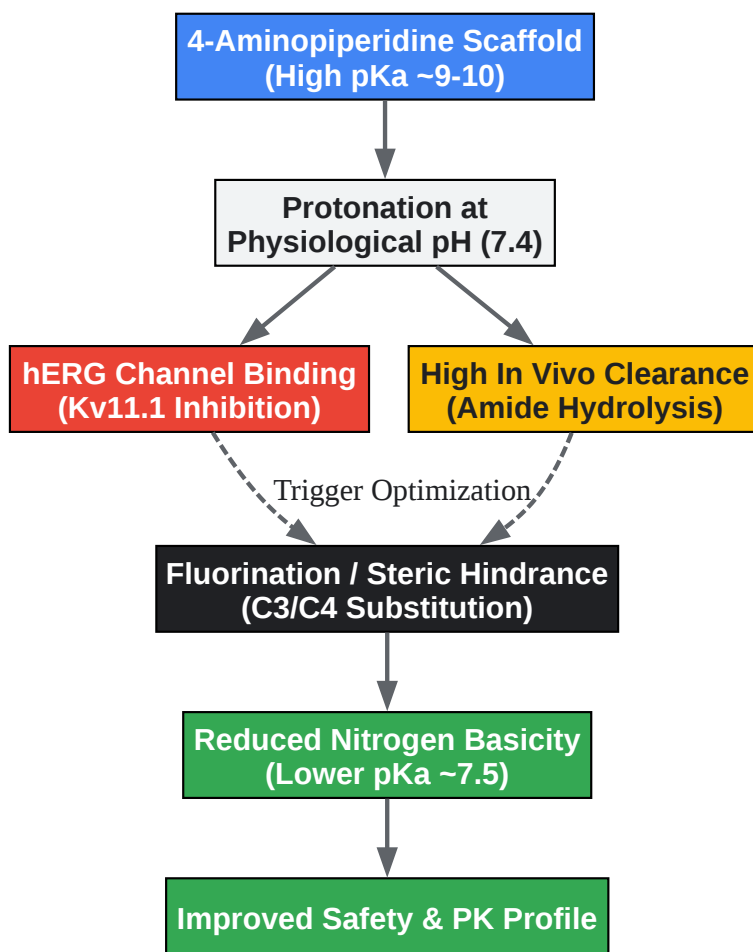 4-Aminopiperidine Scaffold
(High pKa ~9-10)
Protonation at
Physiological pH (7.4)
hERG Channel Binding
(Kv11.1 Inhibition)
High In Vivo Clearance
(Amide Hydrolysis)
Trigger Optimization
Fluorination / Steric Hindrance
(C3/C4 Substitution)
Reduced Nitrogen Basicity
(Lower pKa ~7.5)
Improved Safety & PK Profile